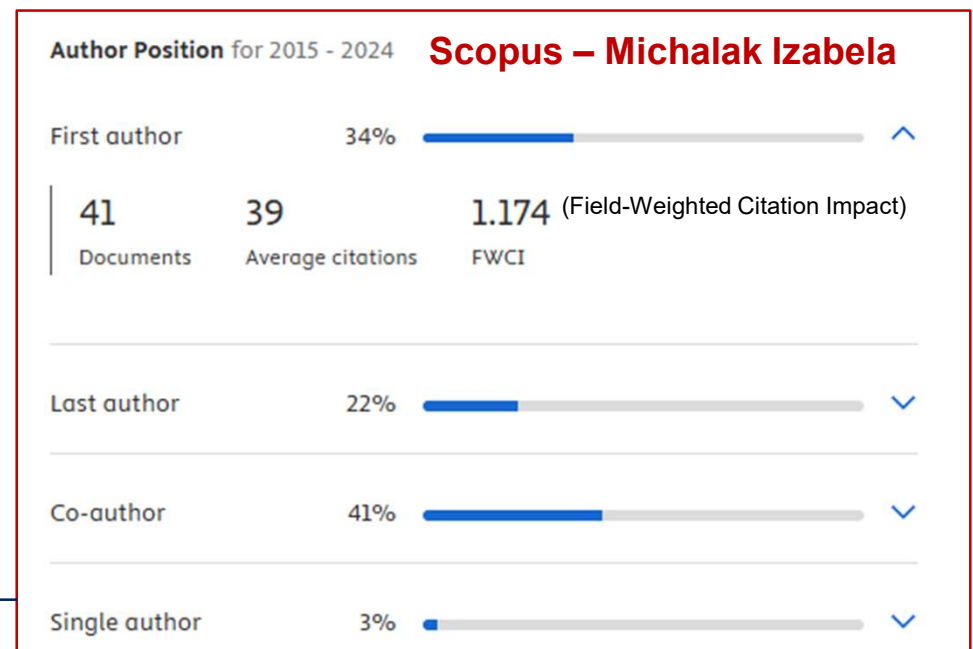 Author Position for 2015 - 2024 Scopus – Michalak Izabela
First author 34%
41 39 1.174 (Field-Weighted Citation Impact)
Documents Average citations FWCI
Last author 22%
Co-author 41%
Single author 3%